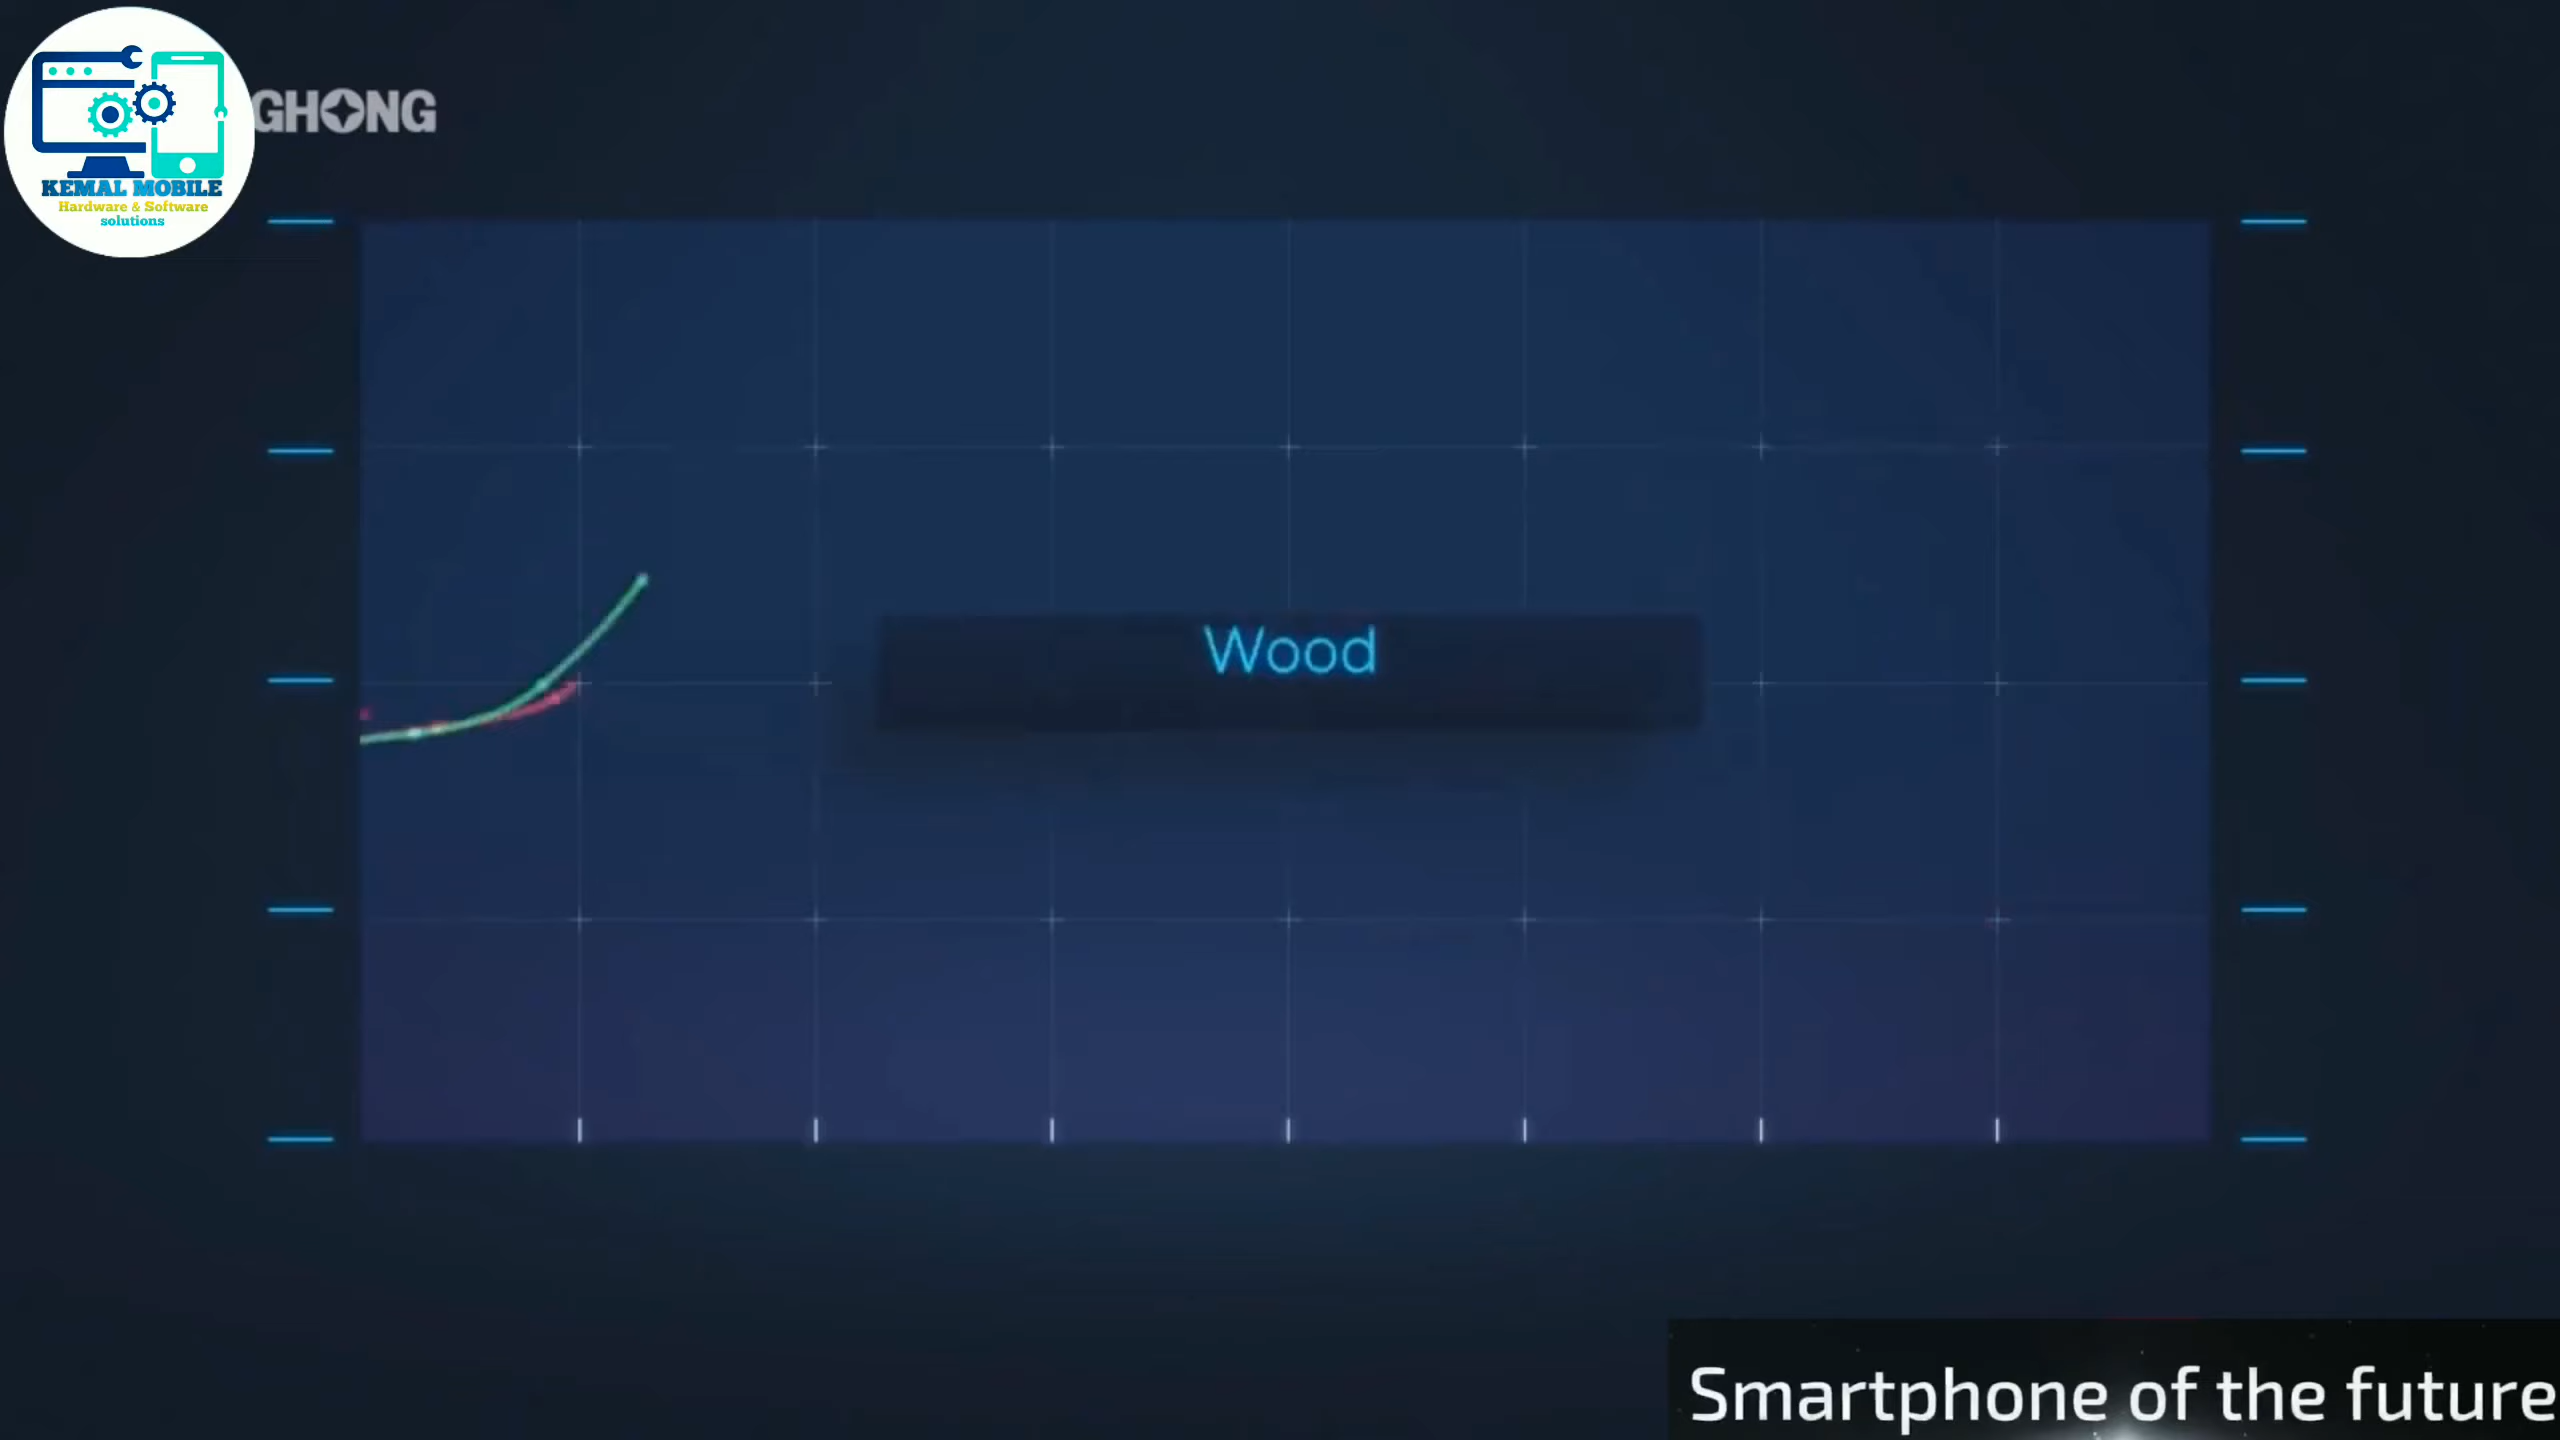 GHONG
KEMAL MOBILE
Hardware & Software
solutions
Wood
Smartphone of the future